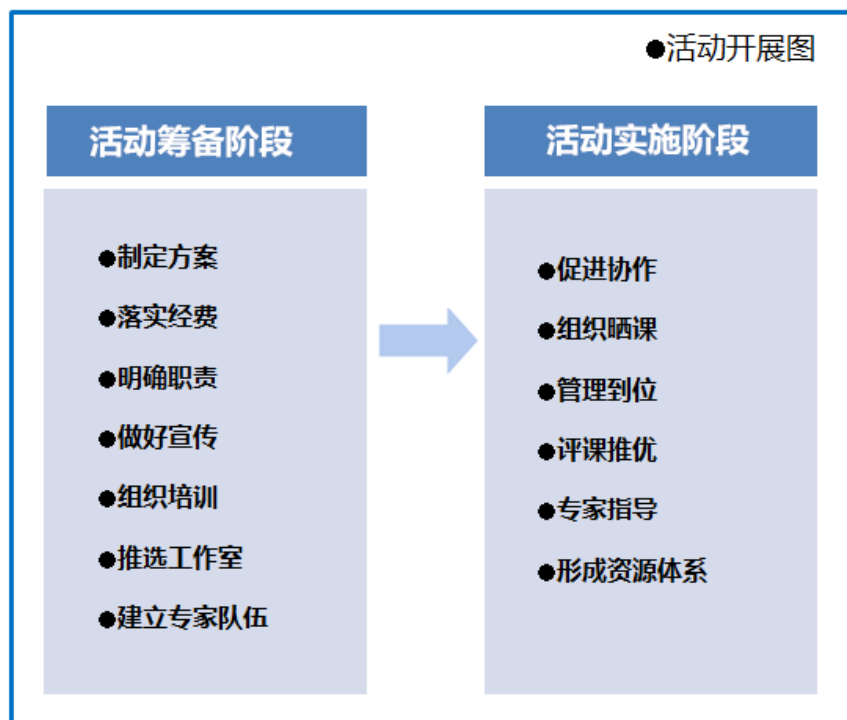 ●活动开展图
活动筹备阶段
●制定方案
●落实经费
●明确职责
●做好宣传
●组织培训
●推选工作室
●建立专家队伍
活动实施阶段
●促进协作
●组织晒课
●管理到位
●评课推优
●专家指导
●形成资源体系